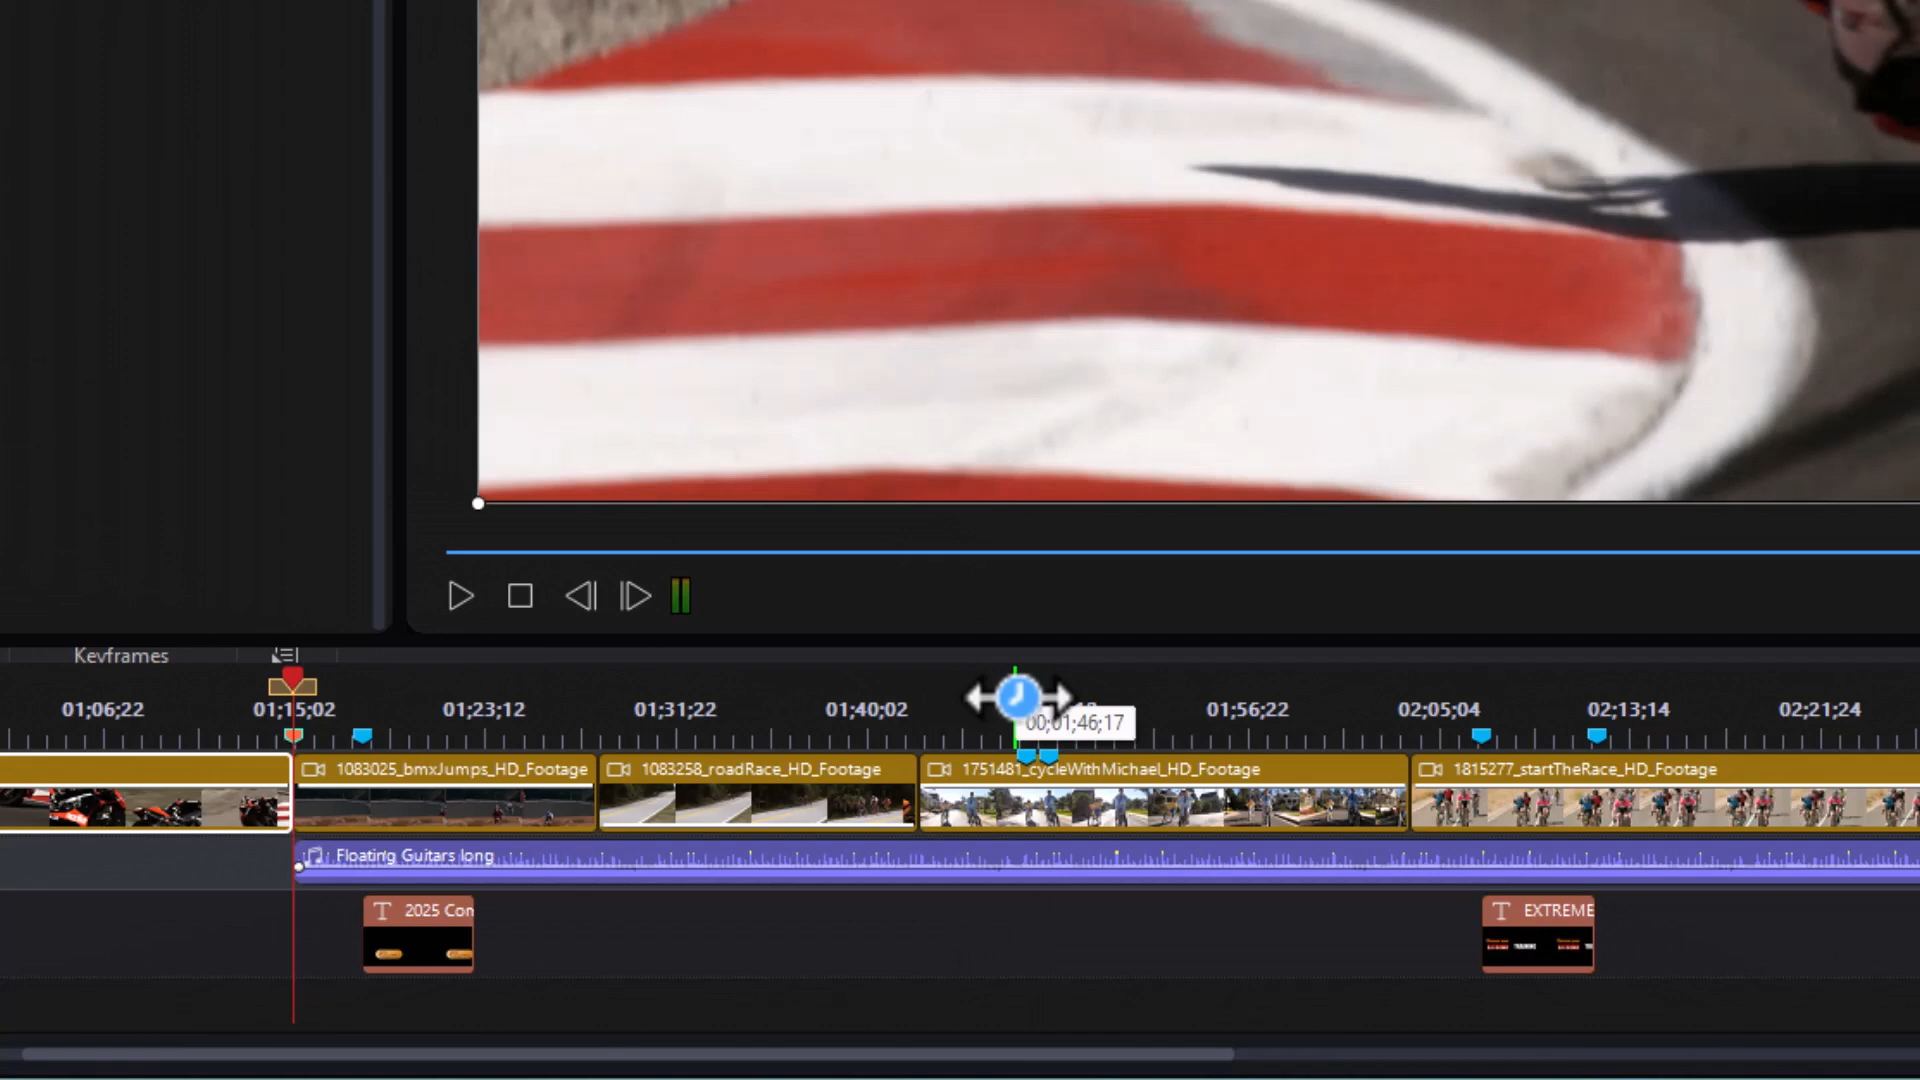 Keyframes
01;06;22 01;15;02 01;23;12 01;31;22 01;40;02 01;56;22 02;05;04 02;13;14 02;21;24
00;01;46;17
1083025_bmxJumps_HD_Footage 1083258_roadRace_HD_Footage 1751481_cycleWithMichael_HD_Footage 1815277_startTheRace_HD_Footage
Floating Guitars long
2025 Con EXTREME